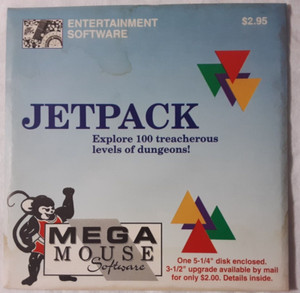 ENTERTAINMENT
SOFTWARE
$2.95
JETPACK
Explore 100 treacherous
levels of dungeons!
MEGA
MOUSE
Software
One 5-1/4" disk enclosed.
3-1/2" upgrade available by mail
for only $2.00. Details inside.